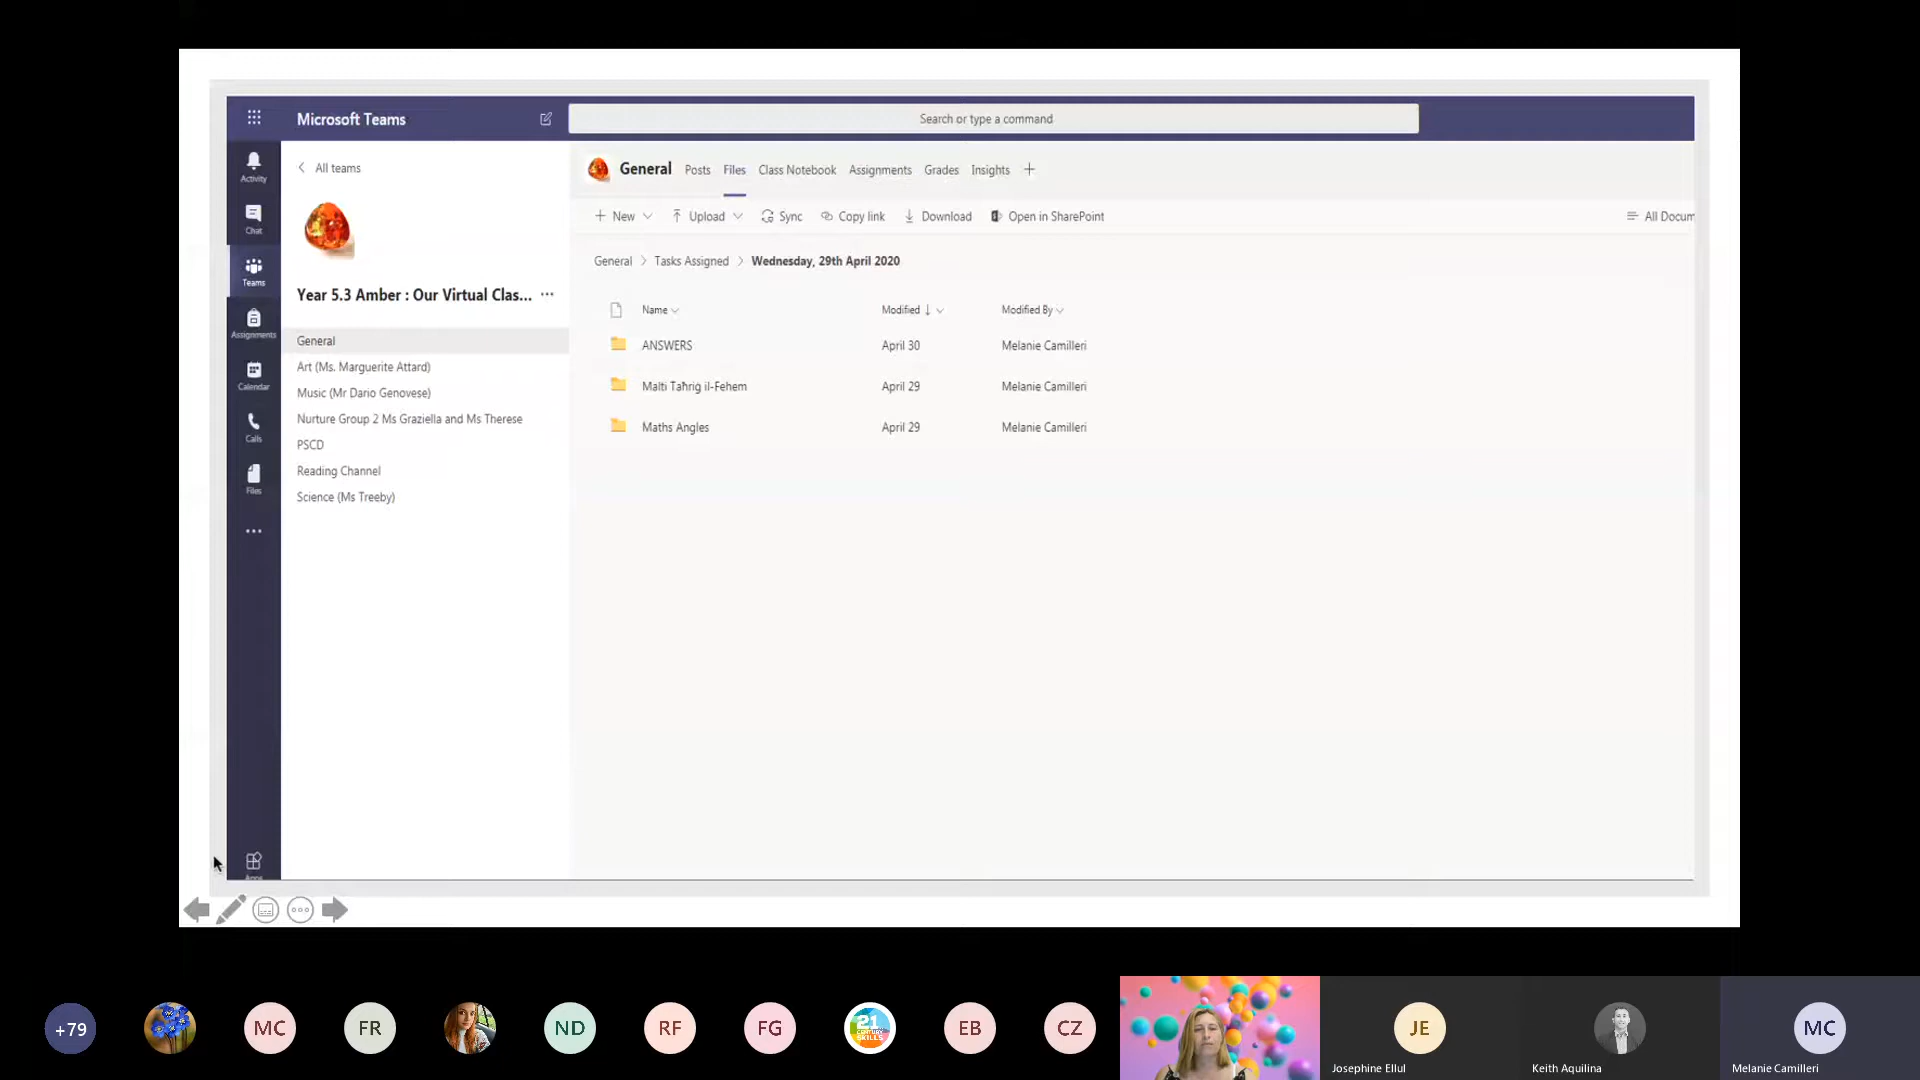 Microsoft Teams
Search or type a command
Activity
Chat
Teams
Assignments
Calendar
Calls
Files
Apps
All teams
Year 5.3 Amber : Our Virtual Clas... ...
General
Art (Ms. Marguerite Attard)
Music (Mr Dario Genovese)
Nurture Group 2 Ms Graziella and Ms Therese
PSCD
Reading Channel
Science (Ms Treeby)
General Posts Files Class Notebook Assignments Grades Insights +
+ New Upload Sync Copy link Download Open in SharePoint All Docum
General > Tasks Assigned > Wednesday, 29th April 2020
Name Modified ↓ Modified By
ANSWERS April 30 Melanie Camilleri
Malti Taħriġ il-Fehem April 29 Melanie Camilleri
Maths Angles April 29 Melanie Camilleri
+79 MC FR ND RF FG 21 CENTURY SKILLS EB CZ JE MC
Josephine Ellul Keith Aquilina Melanie Camilleri